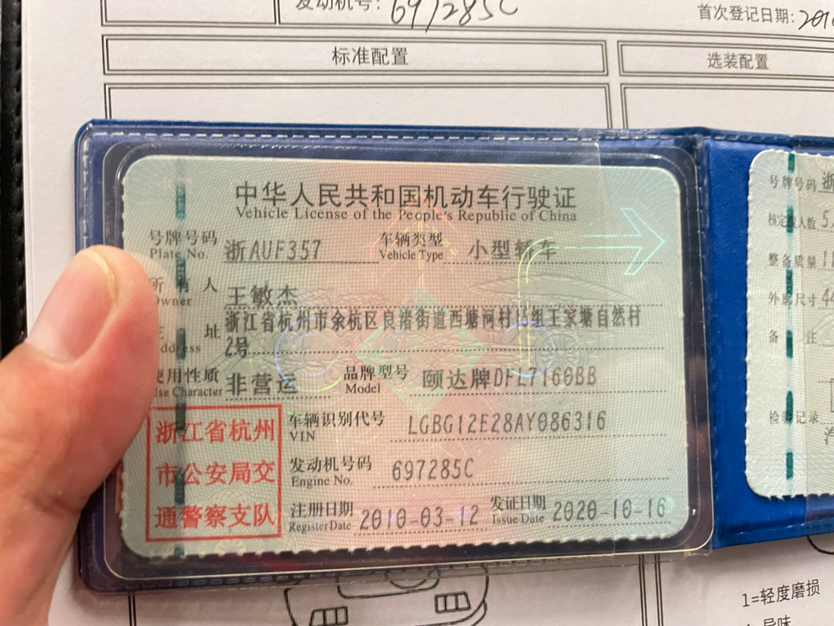 发动机号: 697285C
首次登记日期: 2010
标准配置
选装配置
中华人民共和国机动车行驶证
Vehicle License of the People's Republic of China
号牌号码 浙AUF357 车辆类型 小型轿车
Plate No. Vehicle Type
所有人 王敏杰
Owner
住址 浙江省杭州市余杭区良渚街道西塘河村 组王家塘自然村
Address 2号
使用性质 非营运 品牌型号 颐达牌DFL7160BB
Use Character Model
浙江省杭州
市公安局交
通警察支队
车辆识别代号 LGBG12E28AY086316
VIN
发动机号码 697285C
Engine No.
注册日期 2010-03-12 发证日期 2020-10-16
Register Date Issue Date
号牌号码 浙
核定载人数 5
整备质量 1
外廓尺寸 4
备注
检验记录
1=轻度磨损